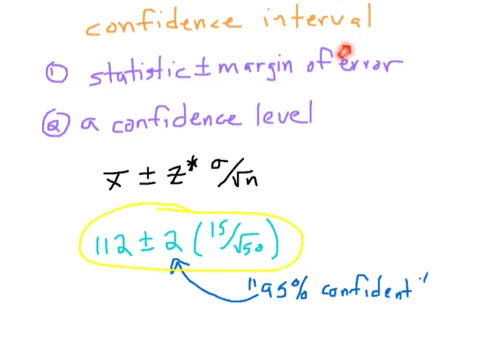 confidence interval
① statistic ± margin of error
② a confidence level
x̄ ± z* σ/√n
112 ± 2 (15/√50)
"95% confident"